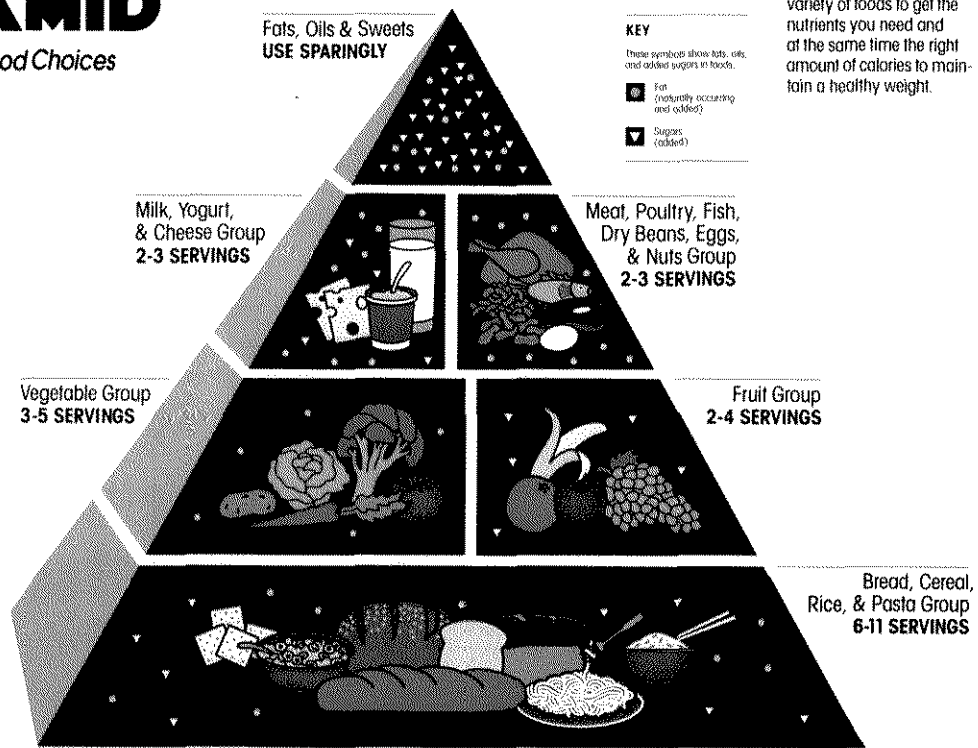 AMID
od Choices
Fats, Oils & Sweets
USE SPARINGLY
KEY
These symbols show fats, oils,
and added sugars in foods.
Fat
(naturally occurring
and added)
Sugars
(added)
variety of foods to get the
nutrients you need and
at the same time the right
amount of calories to main-
tain a healthy weight.
Milk, Yogurt,
& Cheese Group
2-3 SERVINGS
Meat, Poultry, Fish,
Dry Beans, Eggs,
& Nuts Group
2-3 SERVINGS
Vegetable Group
3-5 SERVINGS
Fruit Group
2-4 SERVINGS
Bread, Cereal,
Rice, & Pasta Group
6-11 SERVINGS